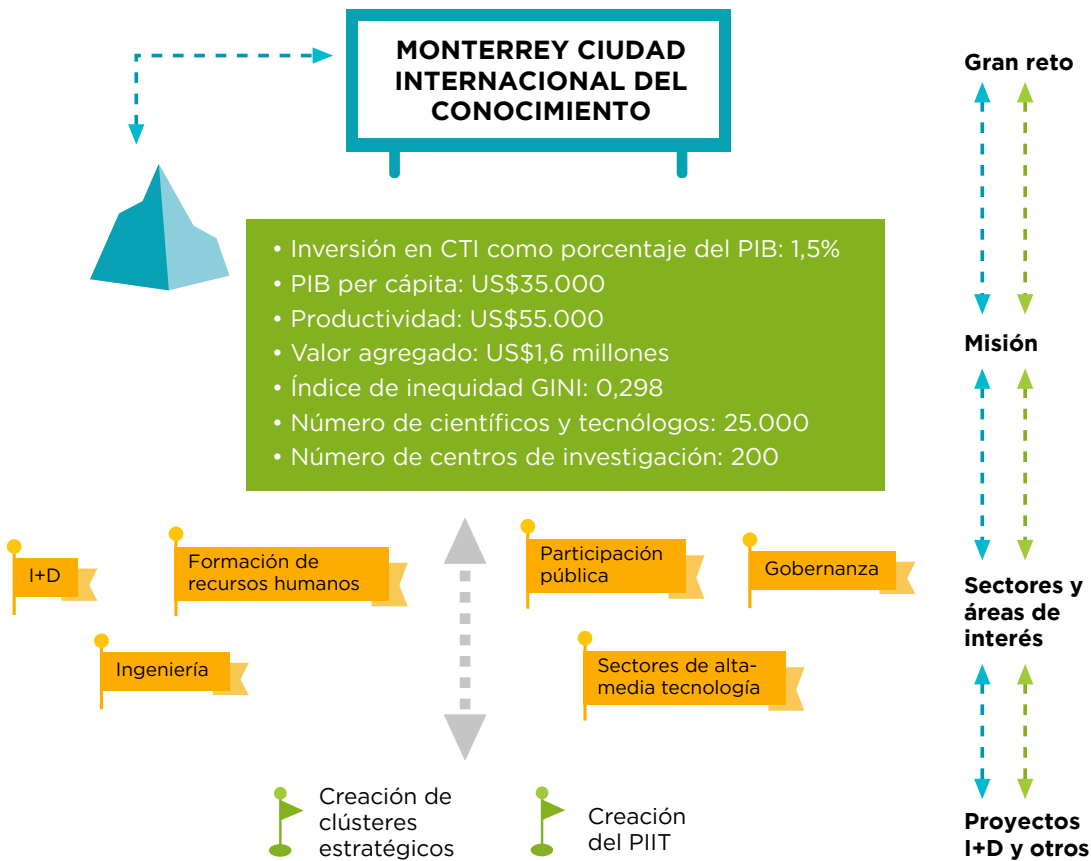 MONTERREY CIUDAD
INTERNACIONAL DEL
CONOCIMIENTO
Gran reto
• Inversión en CTI como porcentaje del PIB: 1,5%
• PIB per cápita: US$35.000
• Productividad: US$55.000
• Valor agregado: US$1,6 millones
• Índice de inequidad GINI: 0,298
• Número de científicos y tecnólogos: 25.000
• Número de centros de investigación: 200
Misión
I+D
Formación de
recursos humanos
Participación
pública
Gobernanza
Ingeniería
Sectores de alta-
media tecnología
Sectores y
áreas de
interés
Creación de
clústeres
estratégicos
Creación
del PIIT
Proyectos
I+D y otros